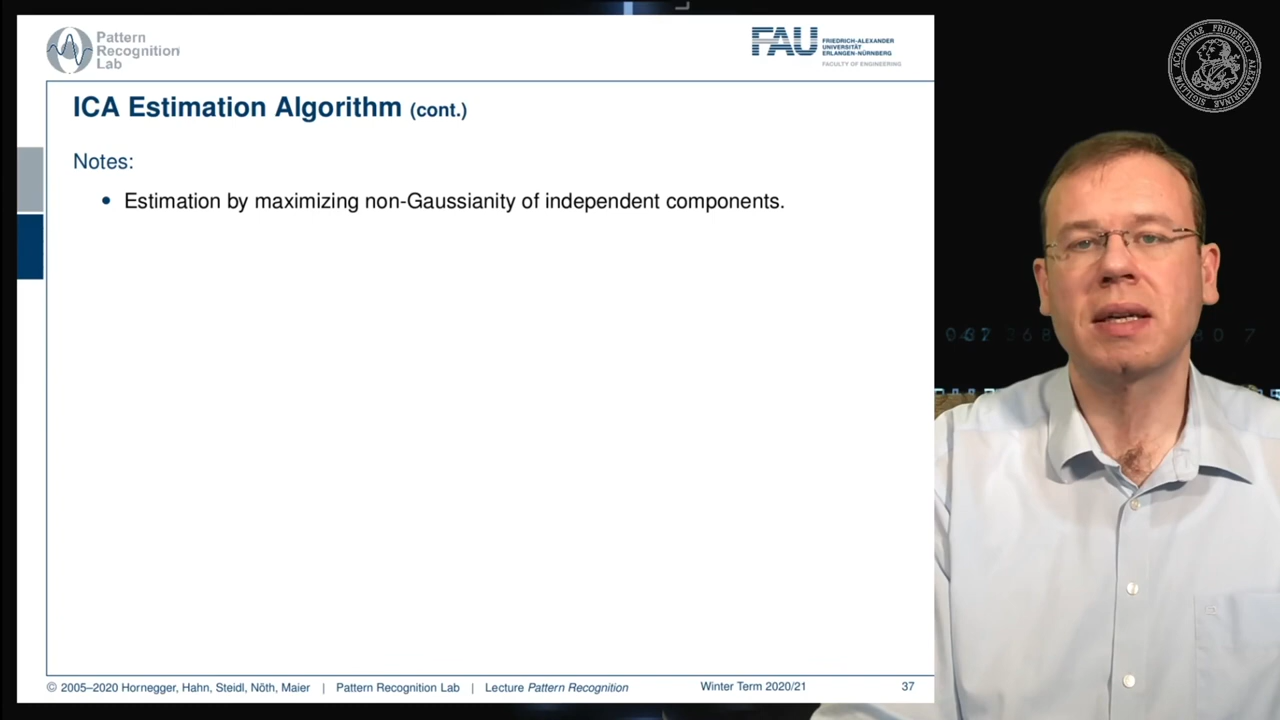 Pattern
Recognition
Lab
FAU
FRIEDRICH-ALEXANDER
UNIVERSITÄT
ERLANGEN-NÜRNBERG
FACULTY OF ENGINEERING
ICA Estimation Algorithm (cont.)
Notes:
• Estimation by maximizing non-Gaussianity of independent components.
© 2005–2020 Hornegger, Hahn, Steidl, Nöth, Maier | Pattern Recognition Lab | Lecture Pattern Recognition Winter Term 2020/21 37